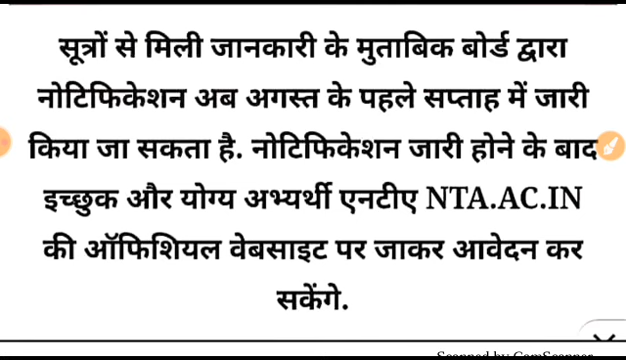 सूत्रों से मिली जानकारी के मुताबिक बोर्ड द्वारा
नोटिफिकेशन अब अगस्त के पहले सप्ताह में जारी
किया जा सकता है. नोटिफिकेशन जारी होने के बाद
इच्छुक और योग्य अभ्यर्थी एनटीए NTA.AC.IN
की ऑफिशियल वेबसाइट पर जाकर आवेदन कर
सकेंगे.